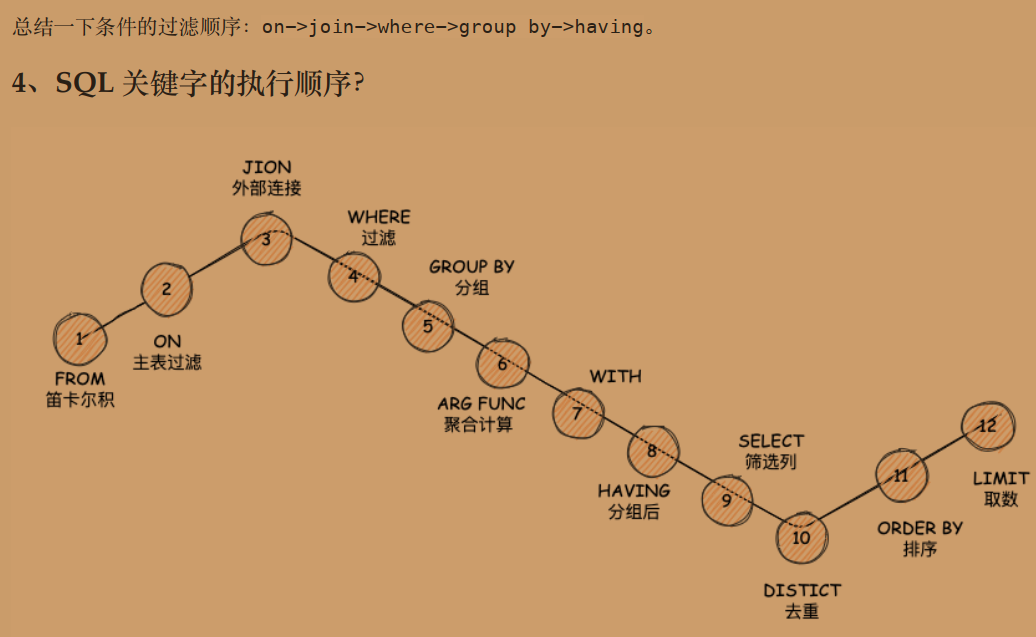 总结一下条件的过滤顺序：on->join->where->group by->having。
4、SQL 关键字的执行顺序？
JION
外部连接
3
WHERE
过滤
4
GROUP BY
分组
5
2
ON
主表过滤
1
FROM
笛卡尔积
6
ARG FUNC
聚合计算
WITH
7
8
HAVING
分组后
SELECT
筛选列
9
10
DISTICT
去重
11
ORDER BY
排序
12
LIMIT
取数